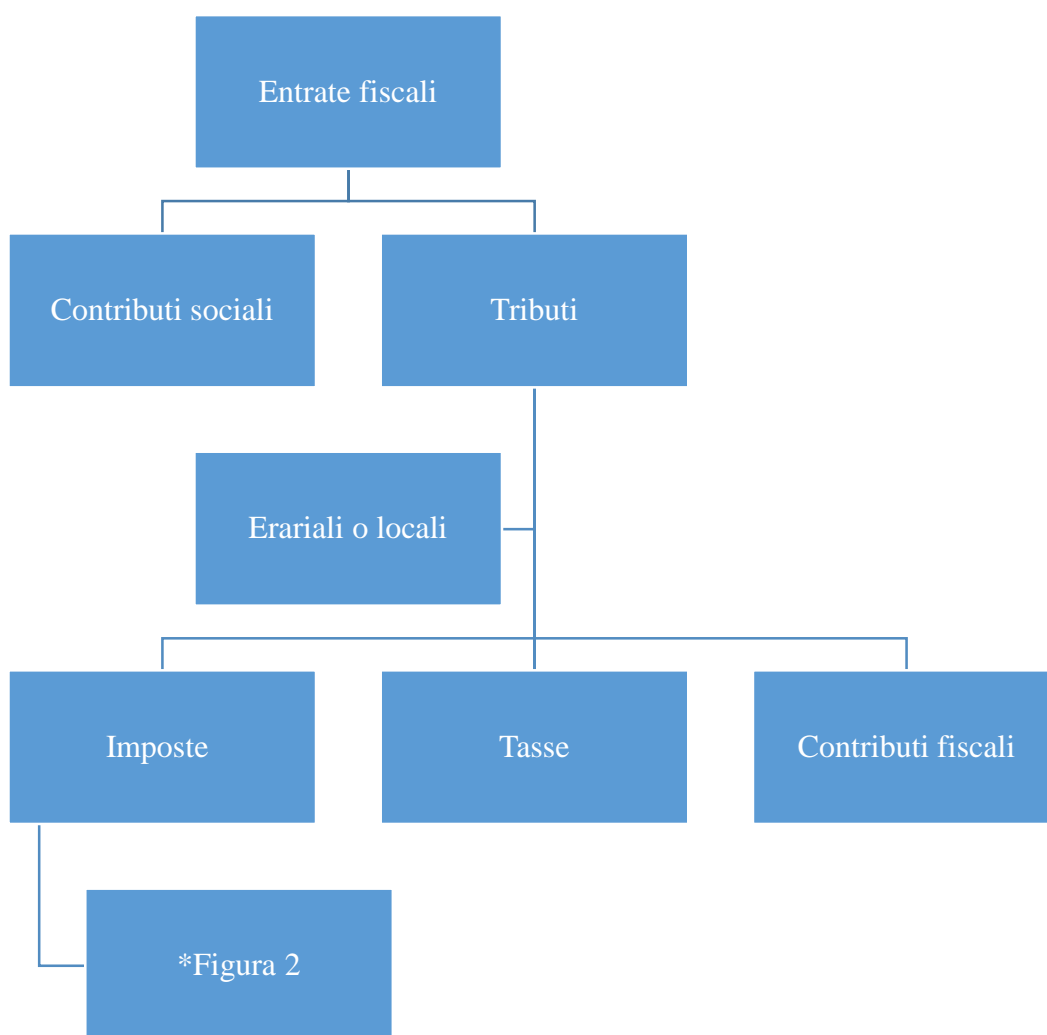 Entrate fiscali
Contributi sociali
Tributi
Erariali o locali
Imposte
Tasse
Contributi fiscali
*Figura 2